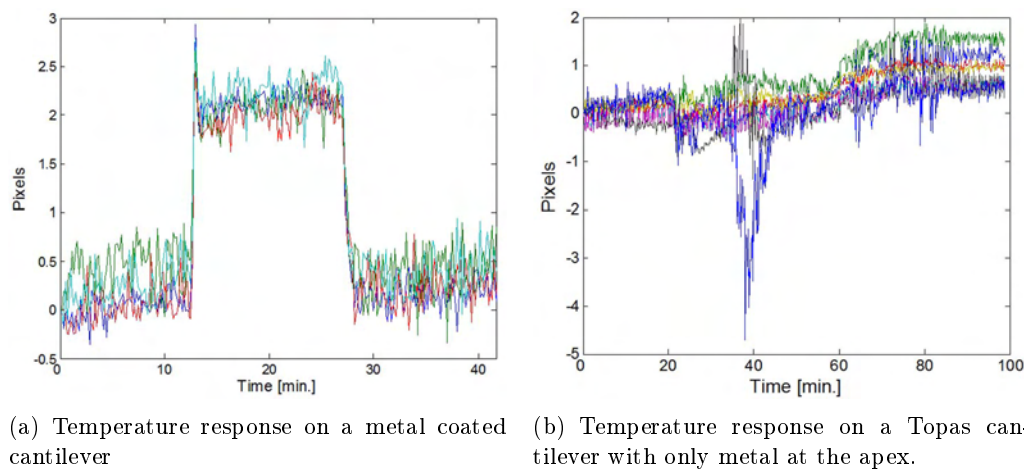 3
2.5
2
1.5
1
0.5
0
-0.5
Pixels
0 10 20 30 40
Time [min.]
2
1
0
-1
-2
-3
-4
-5
Pixels
0 20 40 60 80 100
Time [min.]
(a) Temperature response on a metal coated
cantilever
(b) Temperature response on a Topas can-
tilever with only metal at the apex.